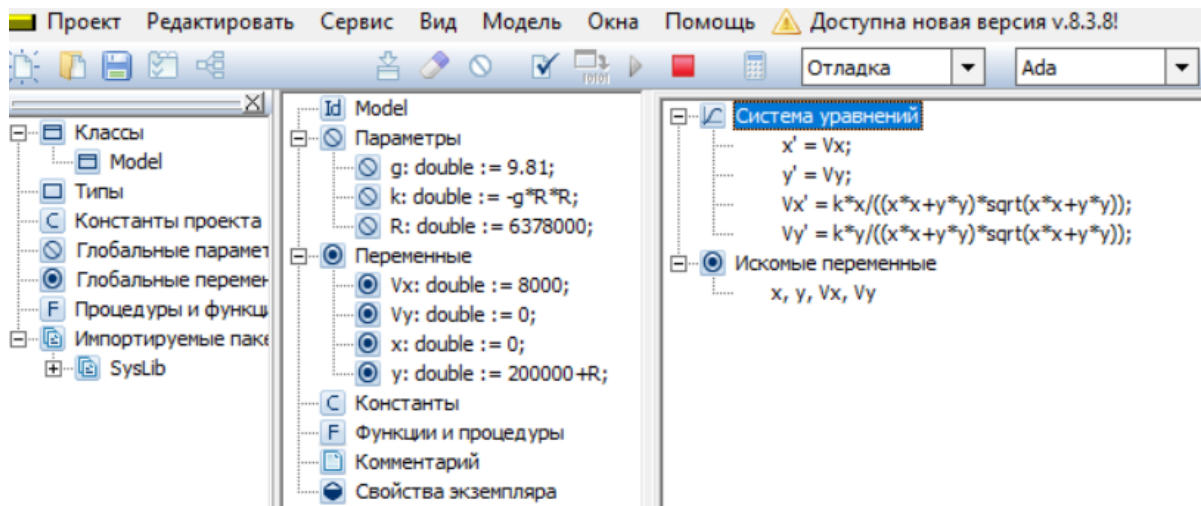 Проект Редактировать Сервис Вид Модель Окна Помощь Доступна новая версия v.8.3.8!
Отладка Ada
Классы
Model
Типы
Константы проекта
Глобальные парамет
Глобальные перемен
Процедуры и функци
Импортируемые паке
SysLib
Id Model
Параметры
g: double := 9.81;
k: double := -g*R*R;
R: double := 6378000;
Переменные
Vx: double := 8000;
Vy: double := 0;
x: double := 0;
y: double := 200000+R;
C Константы
F Функции и процедуры
Комментарий
Свойства экземпляра
Система уравнений
x' = Vx;
y' = Vy;
Vx' = k*x/((x*x+y*y)*sqrt(x*x+y*y));
Vy' = k*y/((x*x+y*y)*sqrt(x*x+y*y));
Искомые переменные
x, y, Vx, Vy